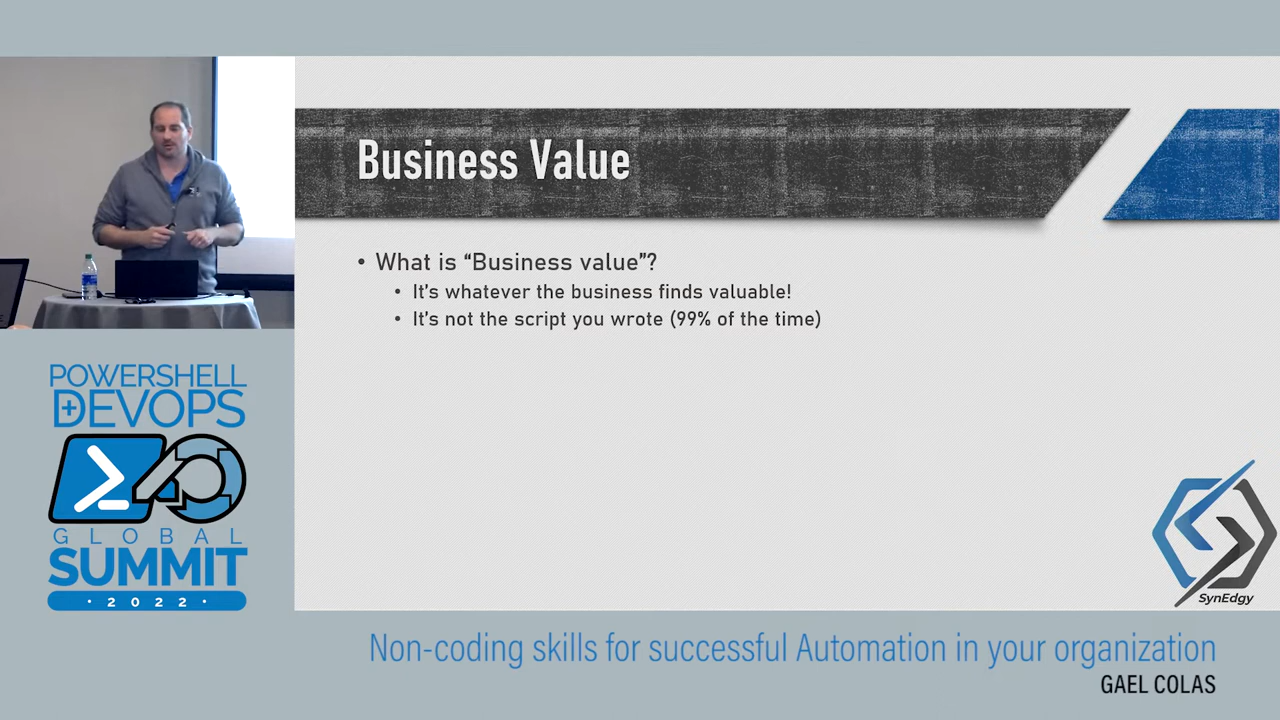 Business Value
• What is “Business value”?
• It’s whatever the business finds valuable!
• It’s not the script you wrote (99% of the time)
POWERSHELL
DEVOPS
GLOBAL
SUMMIT
· 2022 ·
SynEdgy
Non-coding skills for successful Automation in your organization
GAEL COLAS